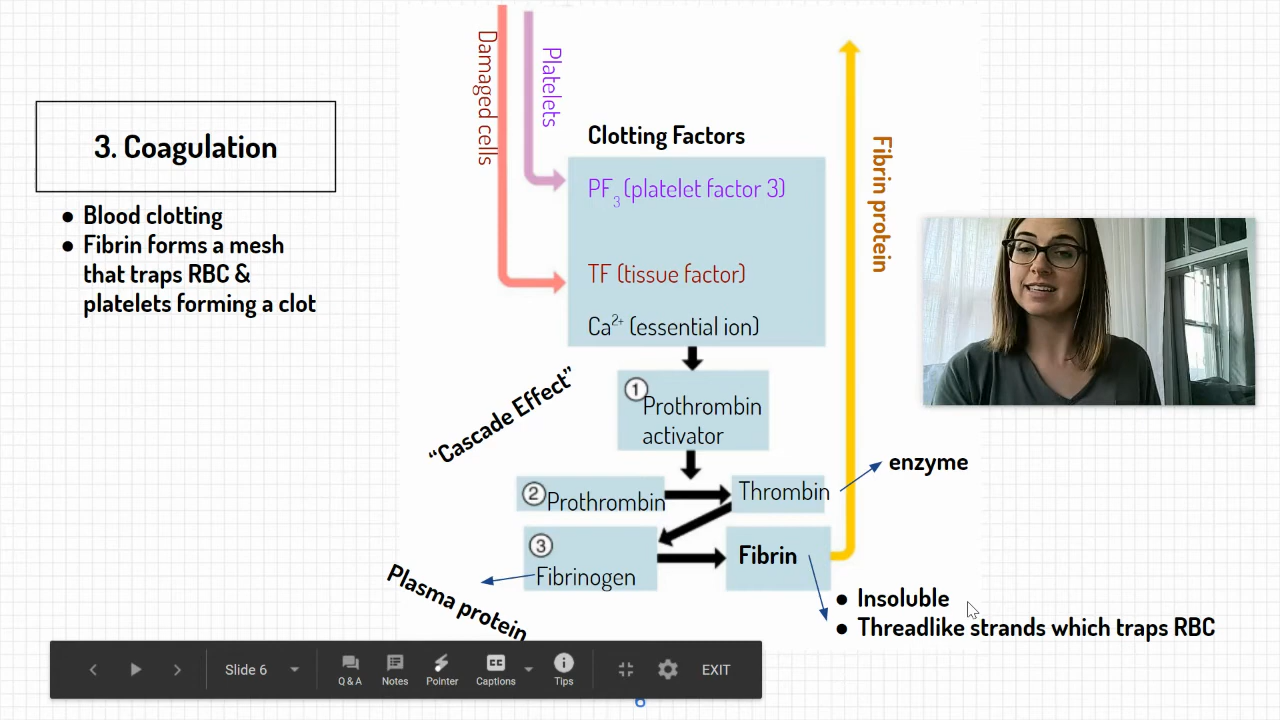 3. Coagulation
● Blood clotting
● Fibrin forms a mesh
that traps RBC &
platelets forming a clot
Damaged cells
Platelets
Clotting Factors
PF3 (platelet factor 3)
TF (tissue factor)
Ca2+ (essential ion)
Fibrin protein
"Cascade Effect"
① Prothrombin
activator
② Prothrombin
Thrombin
enzyme
③
Fibrinogen
Fibrin
Plasma protein
● Insoluble
● Threadlike strands which traps RBC
Slide 6
Q & A
Notes
Pointer
CC
Captions
Tips
EXIT
6